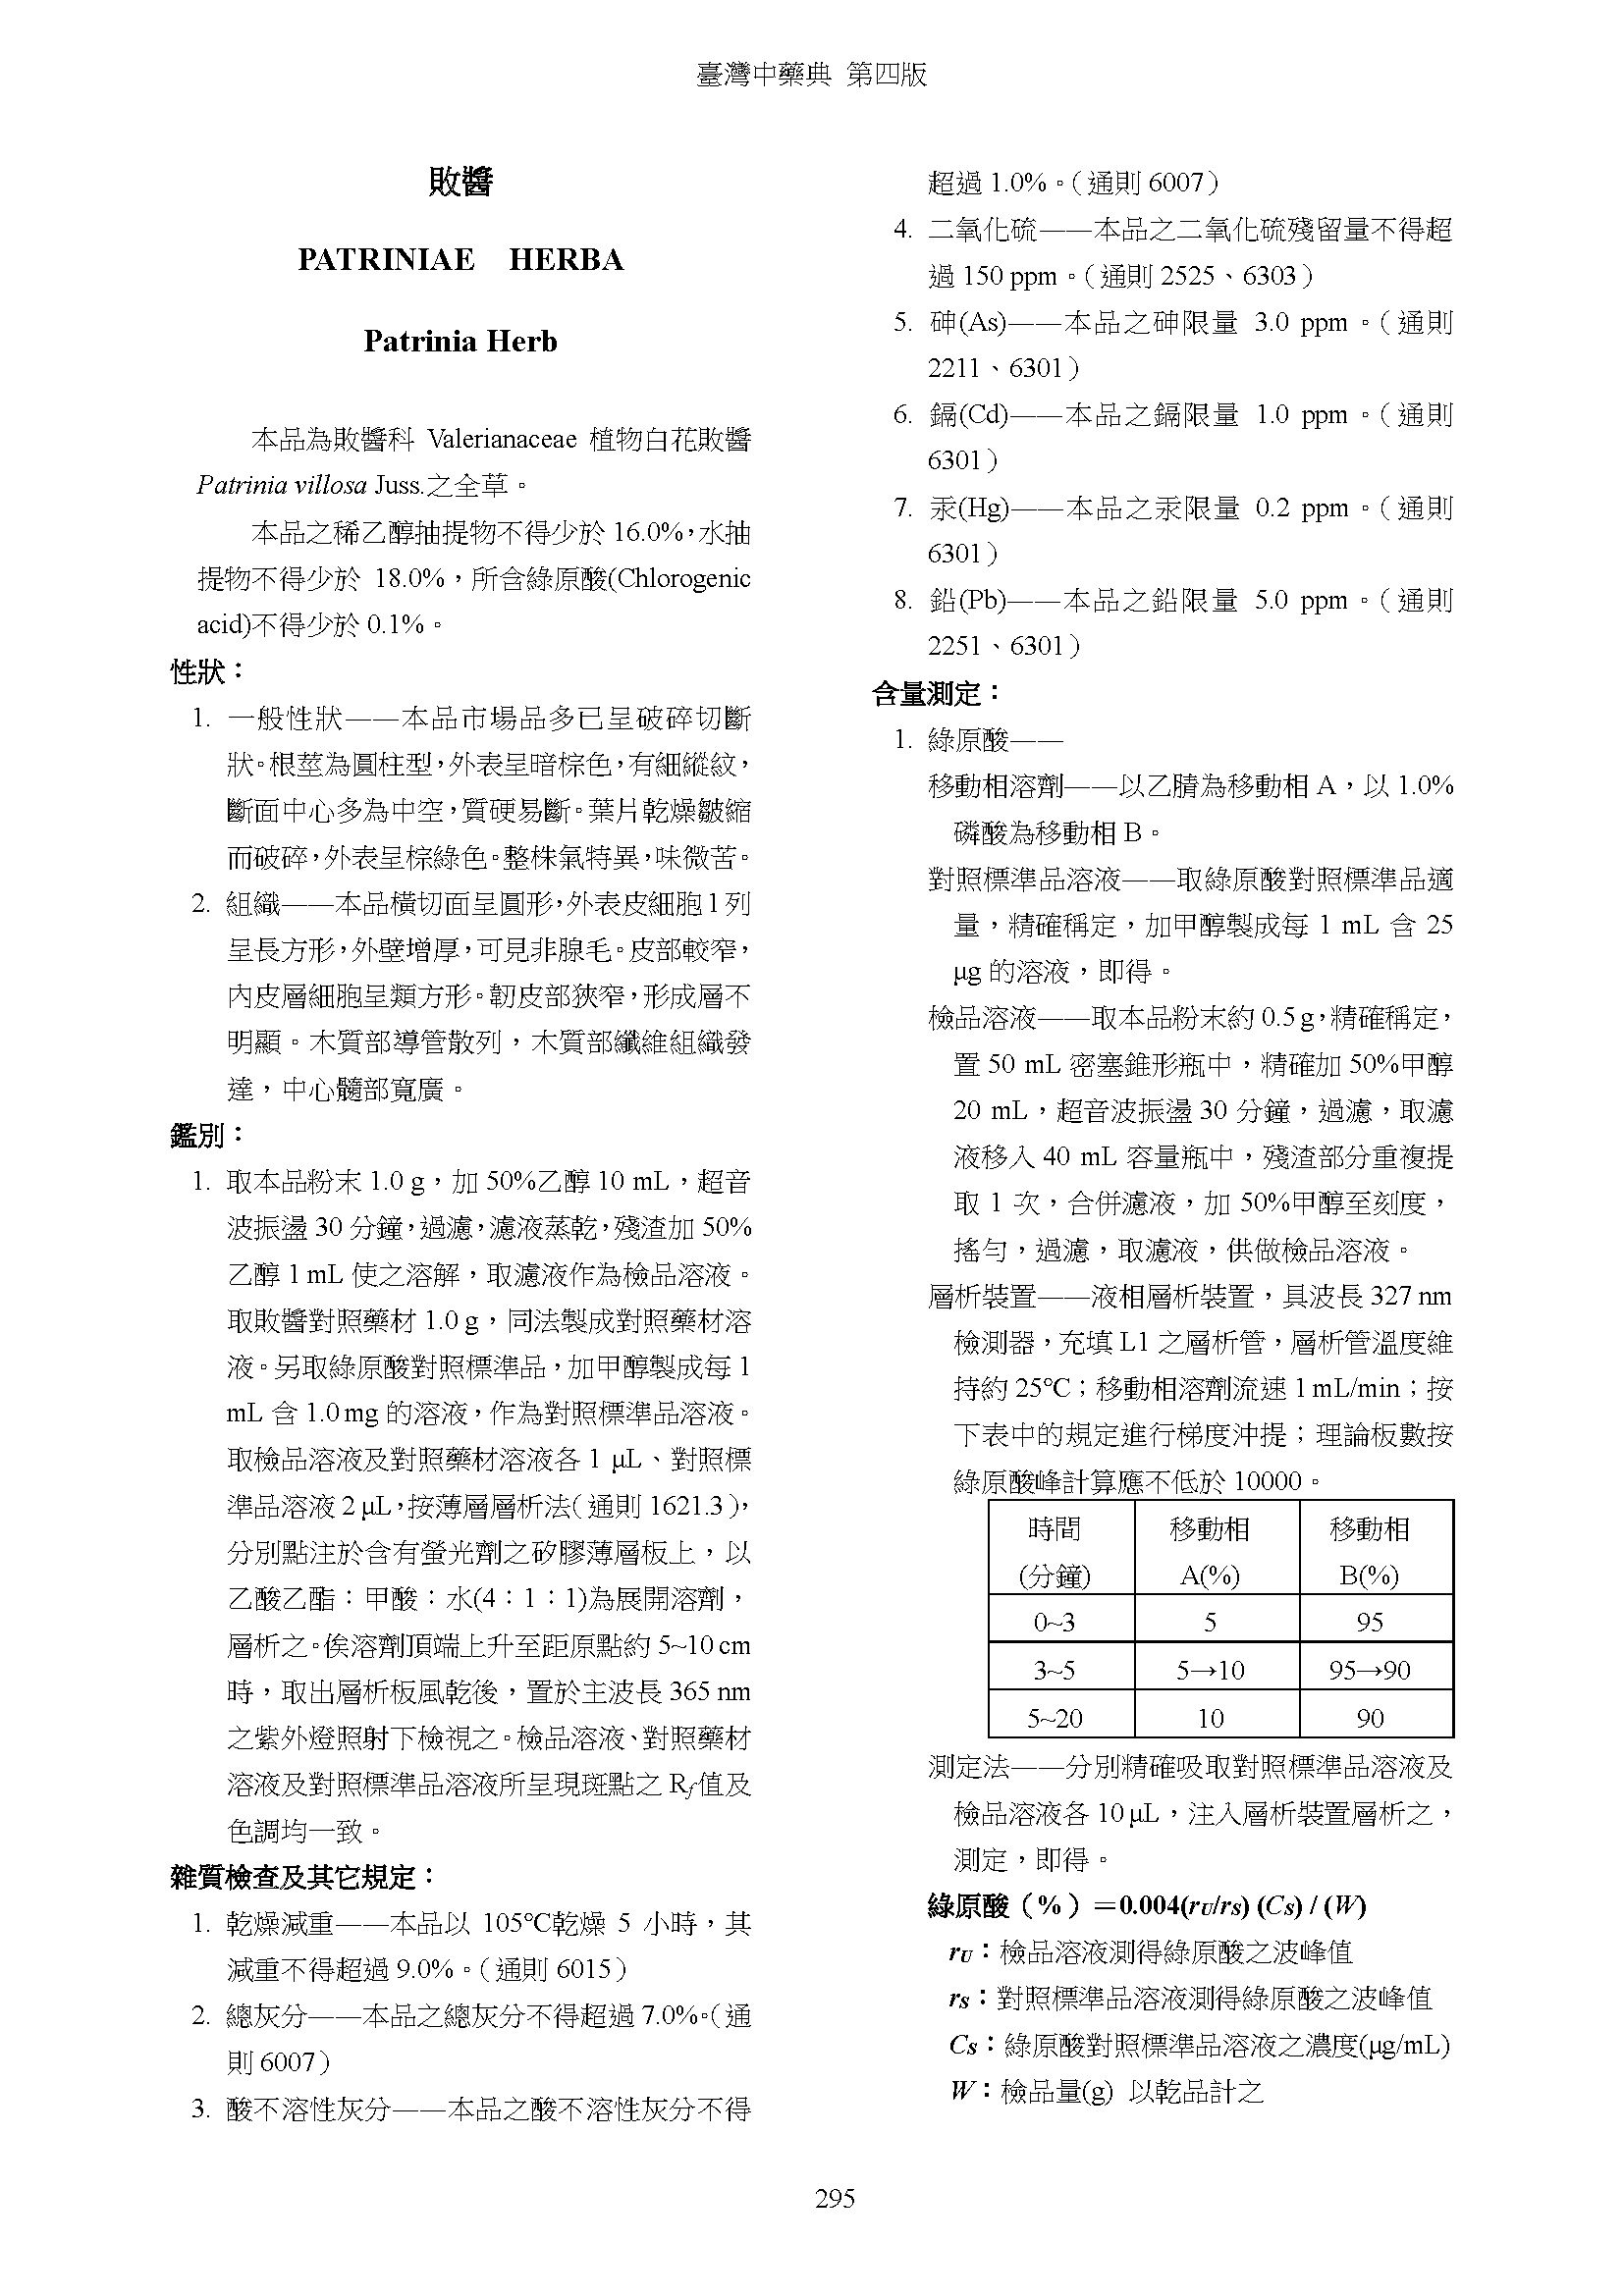 臺灣中藥典 第四版
敗醬
PATRINIAE HERBA
Patrinia Herb
本品為敗醬科 Valerianaceae 植物白花敗醬
Patrinia villosa Juss.之全草。
本品之稀乙醇抽提物不得少於 16.0%，水抽
提物不得少於 18.0%，所含綠原酸(Chlorogenic
acid)不得少於 0.1%。
性狀：
1. 一般性狀——本品市場品多已呈破碎切斷
狀。根莖為圓柱型，外表呈暗棕色，有細縱紋，
斷面中心多為中空，質硬易斷。葉片乾燥皺縮
而破碎，外表呈棕綠色。整株氣特異，味微苦。
2. 組織——本品橫切面呈圓形，外表皮細胞 1 列
呈長方形，外壁增厚，可見非腺毛。皮部較窄，
內皮層細胞呈類方形。韌皮部狹窄，形成層不
明顯。木質部導管散列，木質部纖維組織發
達，中心髓部寬廣。
鑑別：
1. 取本品粉末 1.0 g，加 50%乙醇 10 mL，超音
波振盪 30 分鐘，過濾，濾液蒸乾，殘渣加 50%
乙醇 1 mL 使之溶解，取濾液作為檢品溶液。
取敗醬對照藥材 1.0 g，同法製成對照藥材溶
液。另取綠原酸對照標準品，加甲醇製成每 1
mL 含 1.0 mg 的溶液，作為對照標準品溶液。
取檢品溶液及對照藥材溶液各 1 μL、對照標
準品溶液 2 μL，按薄層層析法（通則 1621.3），
分別點注於含有螢光劑之矽膠薄層板上，以
乙酸乙酯：甲酸：水(4：1：1)為展開溶劑，
層析之。俟溶劑頂端上升至距原點約 5~10 cm
時，取出層析板風乾後，置於主波長 365 nm
之紫外燈照射下檢視之。檢品溶液、對照藥材
溶液及對照標準品溶液所呈現斑點之 Rf值及
色調均一致。
雜質檢查及其它規定：
1. 乾燥減重——本品以 105℃乾燥 5 小時，其
減重不得超過 9.0%。（通則 6015）
2. 總灰分——本品之總灰分不得超過 7.0%。（通
則 6007）
3. 酸不溶性灰分——本品之酸不溶性灰分不得
超過 1.0%。（通則 6007）
4. 二氧化硫——本品之二氧化硫殘留量不得超
過 150 ppm。（通則 2525、6303）
5. 砷(As)——本品之砷限量 3.0 ppm。（通則
2211、6301）
6. 鎘(Cd)——本品之鎘限量 1.0 ppm。（通則
6301）
7. 汞(Hg)——本品之汞限量 0.2 ppm。（通則
6301）
8. 鉛(Pb)——本品之鉛限量 5.0 ppm。（通則
2251、6301）
含量測定：
1. 綠原酸——
移動相溶劑——以乙腈為移動相 A，以 1.0%
磷酸為移動相 B。
對照標準品溶液——取綠原酸對照標準品適
量，精確稱定，加甲醇製成每 1 mL 含 25
μg 的溶液，即得。
檢品溶液——取本品粉末約 0.5 g，精確稱定，
置 50 mL 密塞錐形瓶中，精確加 50%甲醇
20 mL，超音波振盪 30 分鐘，過濾，取濾
液移入 40 mL 容量瓶中，殘渣部分重複提
取 1 次，合併濾液，加 50%甲醇至刻度，
搖勻，過濾，取濾液，供做檢品溶液。
層析裝置——液相層析裝置，具波長 327 nm
檢測器，充填 L1 之層析管，層析管溫度維
持約 25℃；移動相溶劑流速 1 mL/min；按
下表中的規定進行梯度沖提；理論板數按
綠原酸峰計算應不低於 10000。
時間 移動相 移動相
(分鐘) A(%) B(%)
0~3 5 95
3~5 5→10 95→90
5~20 10 90
測定法——分別精確吸取對照標準品溶液及
檢品溶液各 10 μL，注入層析裝置層析之，
測定，即得。
綠原酸（%）＝0.004(rU/rS) (CS) / (W)
rU：檢品溶液測得綠原酸之波峰值
rS：對照標準品溶液測得綠原酸之波峰值
CS：綠原酸對照標準品溶液之濃度(μg/mL)
W：檢品量(g) 以乾品計之
295